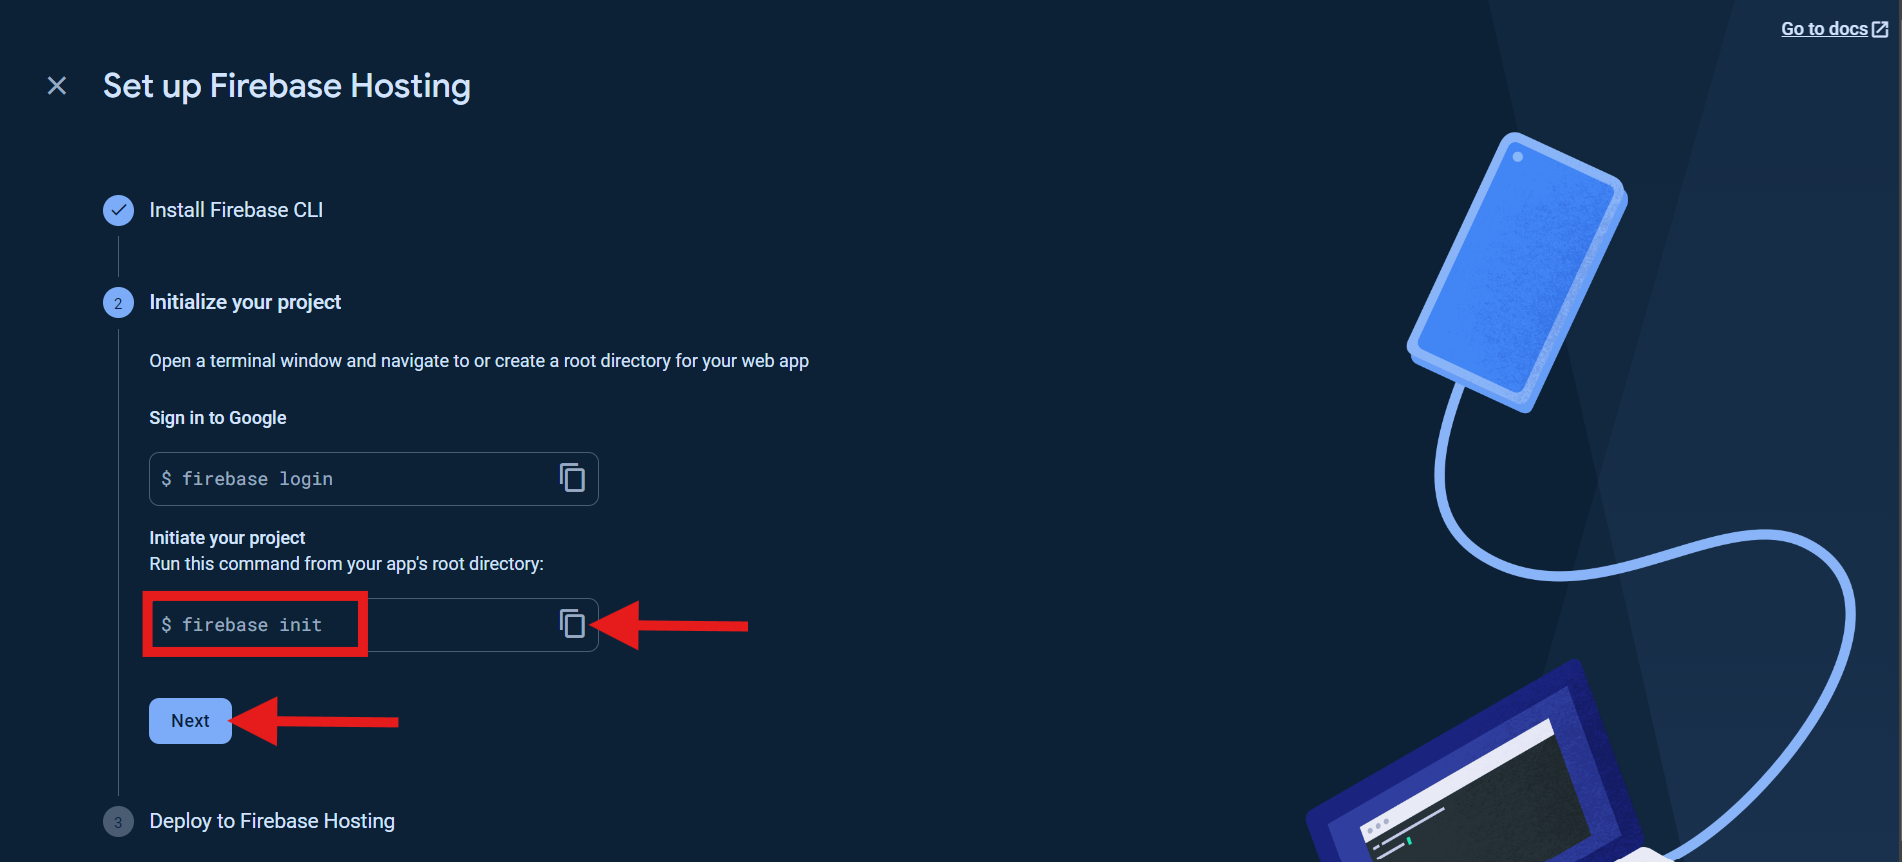 Go to docs
Set up Firebase Hosting
Install Firebase CLI
2
Initialize your project
Open a terminal window and navigate to or create a root directory for your web app
Sign in to Google
$ firebase login
Initiate your project
Run this command from your app's root directory:
$ firebase init
Next
3
Deploy to Firebase Hosting